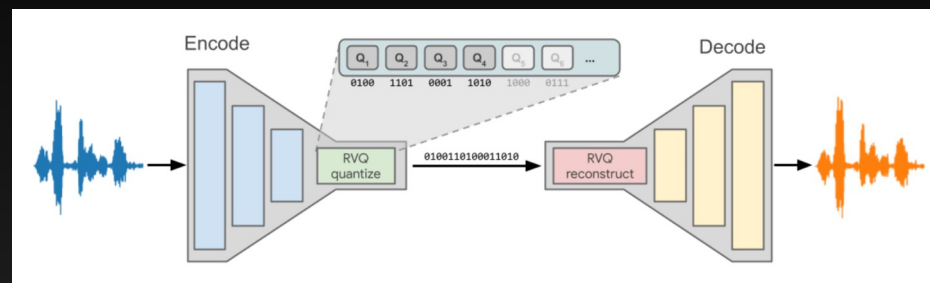 Encode
Q1 Q2 Q3 Q4 Q5 Q6 ...
0100 1101 0001 1010 1000 0111
Decode
RVQ
quantize
0100110100011010
RVQ
reconstruct